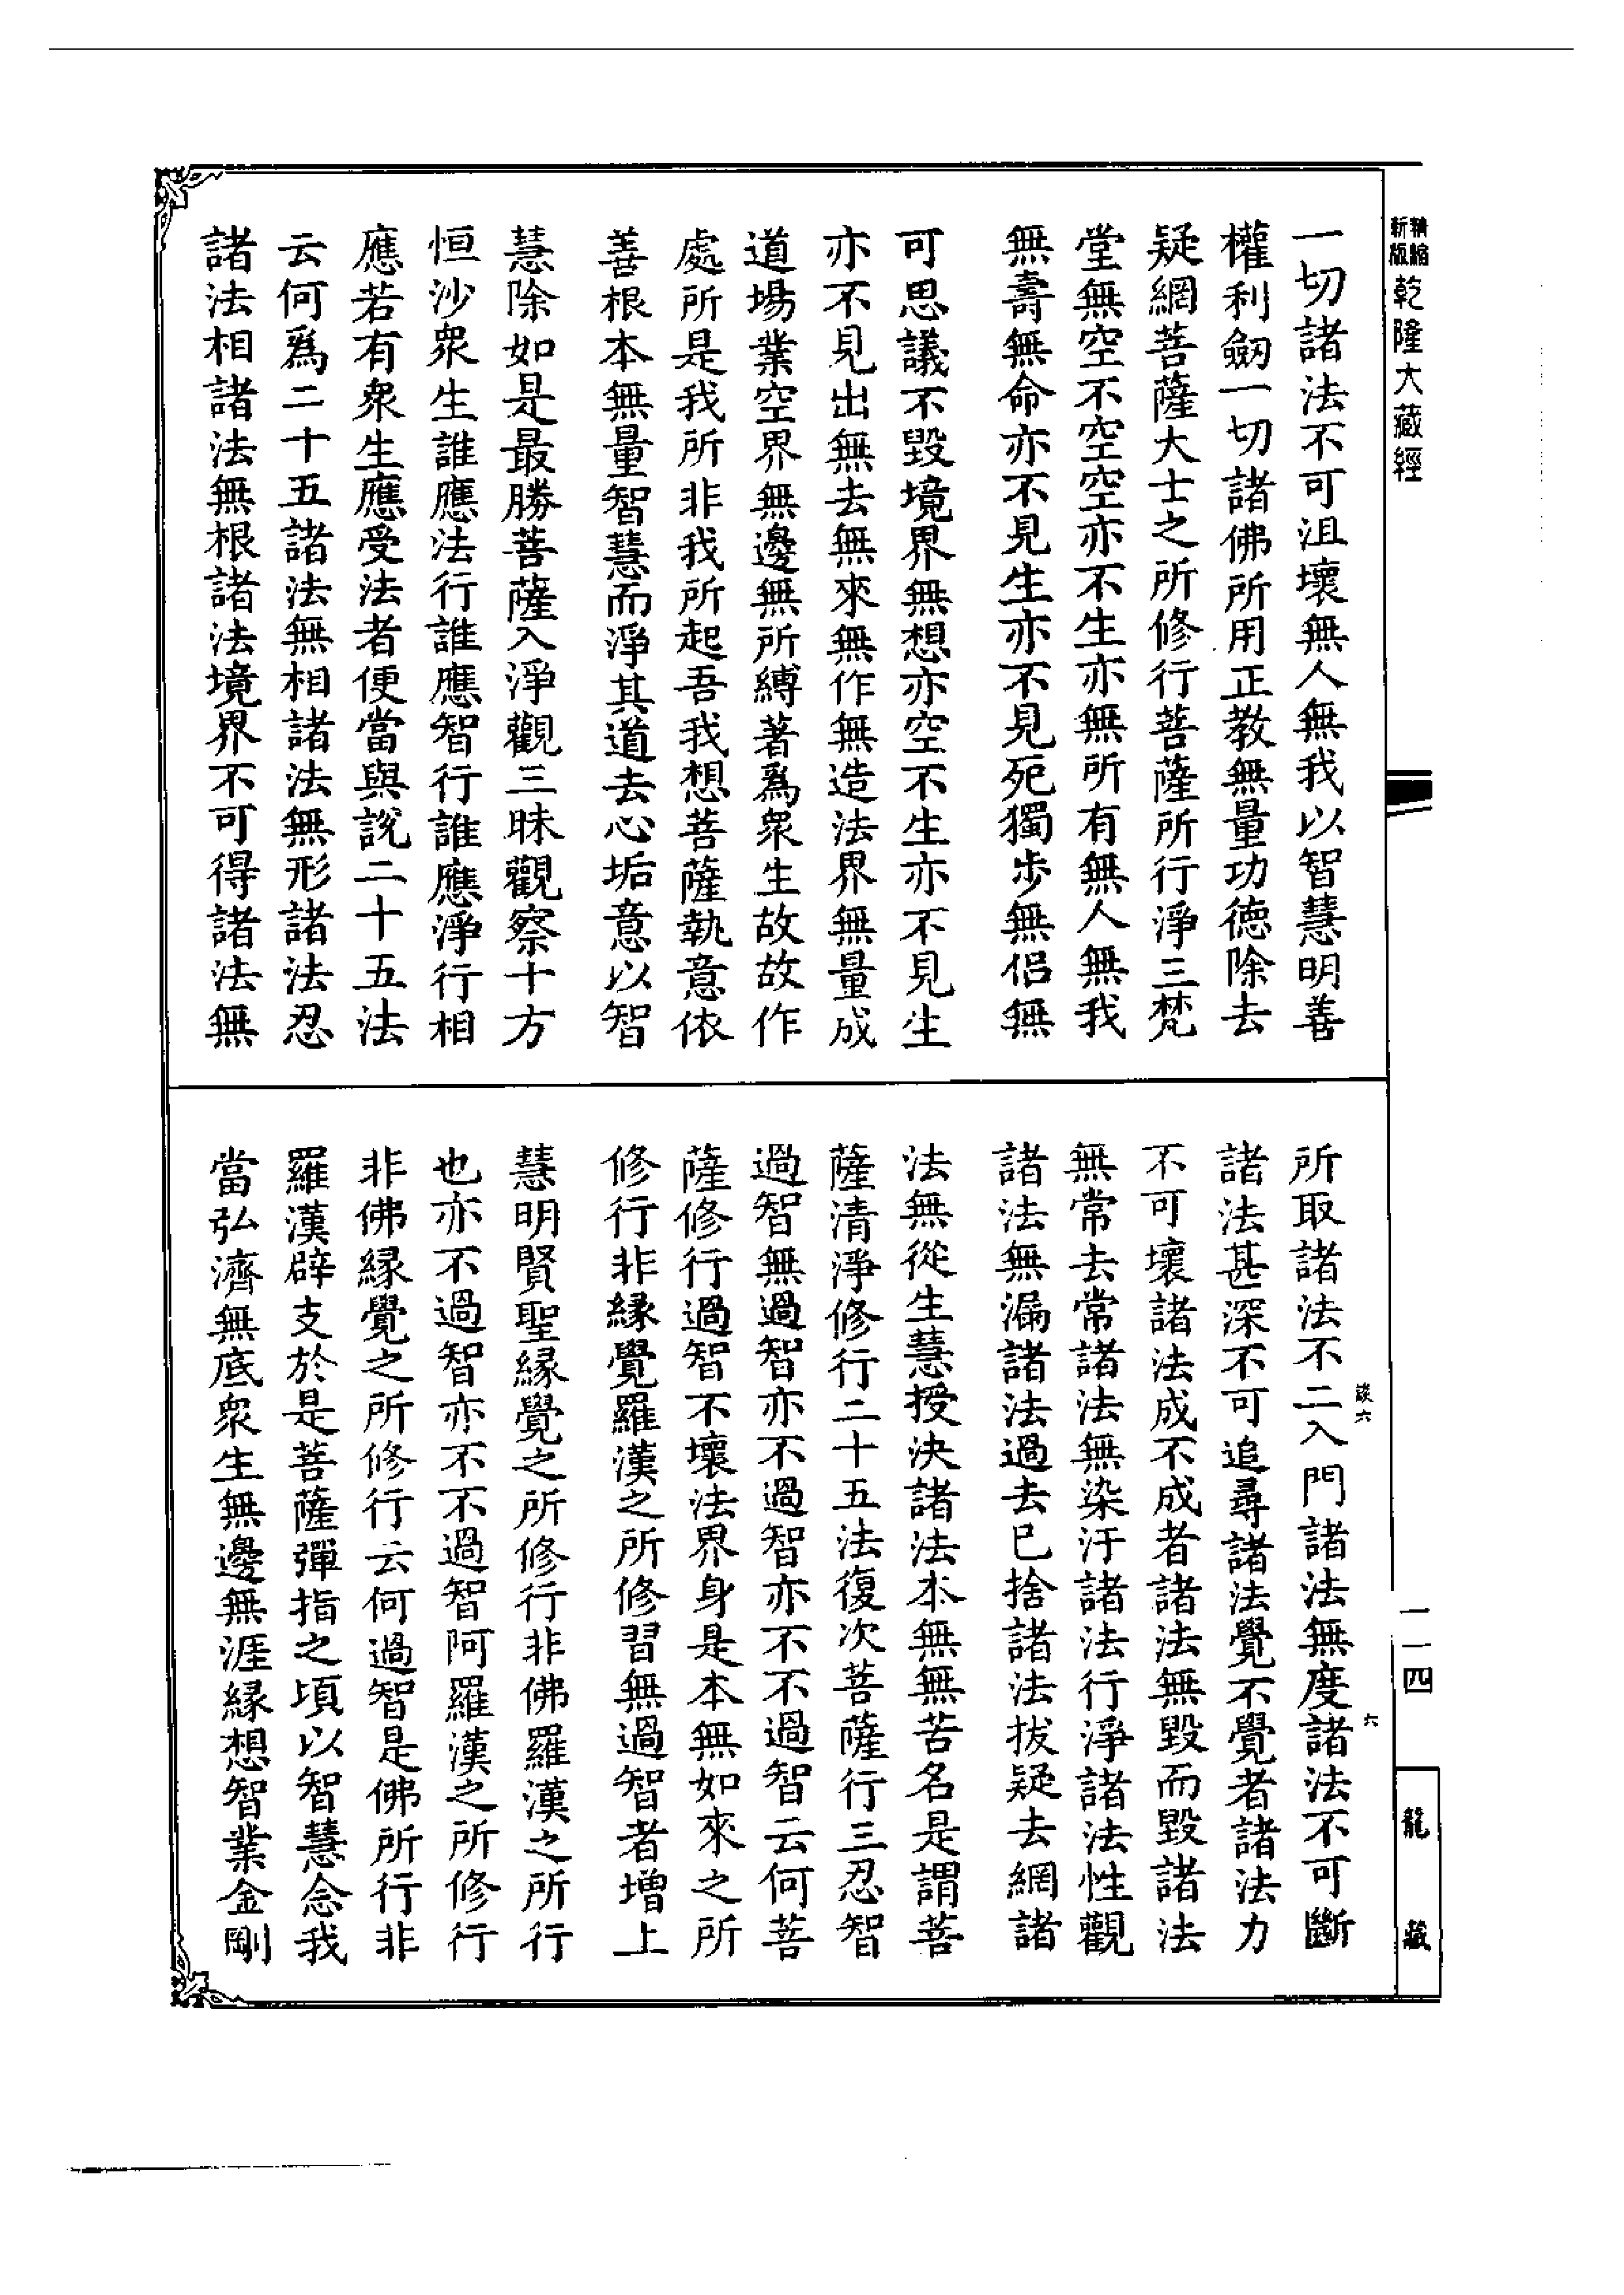 精縮
新版
乾隆大藏經
一切諸法不可沮壞無人無我以智慧明善
權利劒一切諸佛所用正教無量功德除去
疑網菩薩大士之所修行菩薩所行淨三梵
堂無空不空空亦不生亦無所有無人無我
無壽無命亦不見生亦不見死獨步無侶無
可思議不毀境界無想亦空不生亦不見生
亦不見出無去無來無作無造法界無量成
道場業空界無邊無所縛著爲衆生故故作
處所是我所非我所起吾我想菩薩執意依
善根本無量智慧而淨其道去心垢意以智
慧除如是最勝菩薩入淨觀三昧觀察十方
恒沙衆生誰應法行誰應智行誰應淨行相
應若有衆生應受法者便當與説二十五法
云何爲二十五諸法無相諸法無形諸法忍
諸法相諸法無根諸法境界不可得諸法無
所取諸法不二入門諸法無度諸法不可斷
諸法甚深不可追尋諸法覺不覺者諸法力
不可壞諸法成不成者諸法無毀而毀諸法
無常去常諸法無染汙諸法行淨諸法性觀
諸法無漏諸法過去已捨諸法拔疑去網諸
法無從生慧授決諸法本無無苦名是謂菩
薩清淨修行二十五法復次菩薩行三忍智
過智無過智亦不過智亦不不過智云何菩
薩修行過智不壞法界身是本無如來之所
修行非縁覺羅漢之所修習無過智者增上
慧明賢聖縁覺之所修行非佛羅漢之所行
也亦不過智亦不不過智阿羅漢之所修行
非佛縁覺之所修行云何過智是佛所行非
羅漢辟支於是菩薩彈指之頃以智慧念我
當弘濟無底衆生無邊無涯縁想智業金剛
談六
六
一一四
龍藏